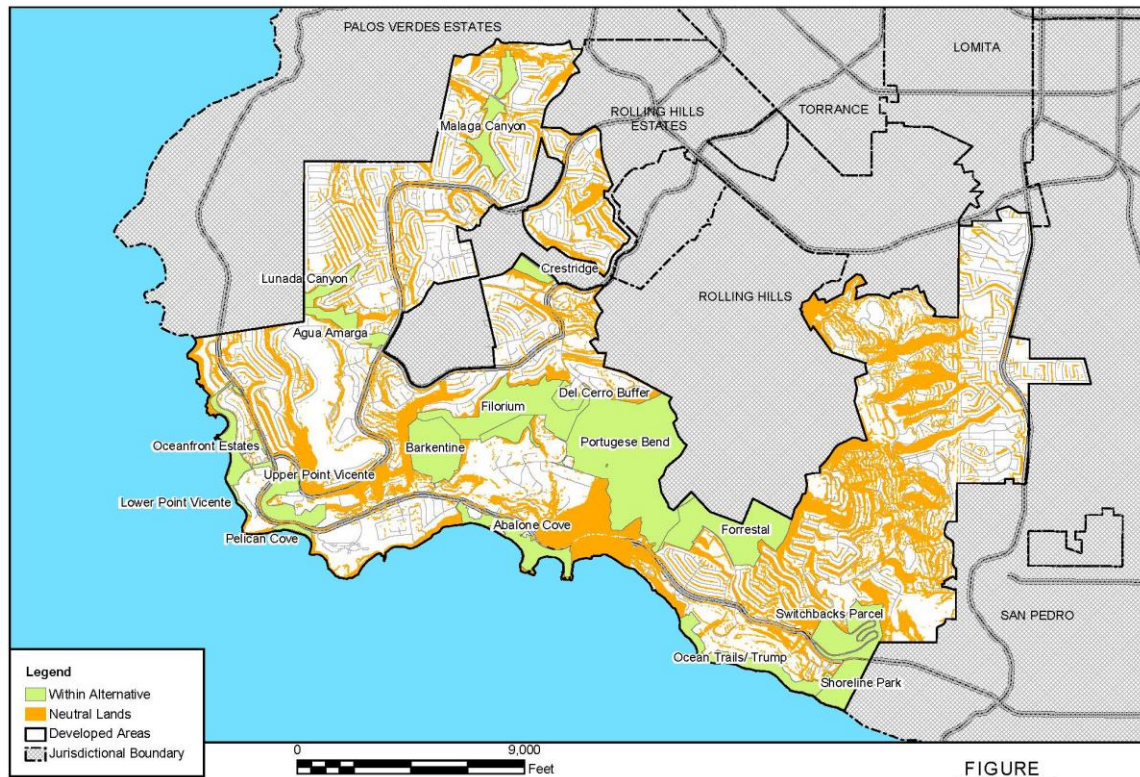 PALOS VERDES ESTATES
LOMITA
TORRANCE
ROLLING HILLS
ESTATES
Malaga Canyon
Crestridge
Lunada Canyon
ROLLING HILLS
Agua Amarga
Del Cerro Buffer
Filorium
Portugese Bend
Oceanfront Estates
Barkentine
Upper Point Vicente
Lower Point Vicente
Abalone Cove
Forrestal
Pelican Cove
Switchbacks Parcel
SAN PEDRO
Ocean Trails/ Trump
Shoreline Park
Legend
Within Alternative
Neutral Lands
Developed Areas
Jurisdictional Boundary
0 9,000
Feet
FIGURE